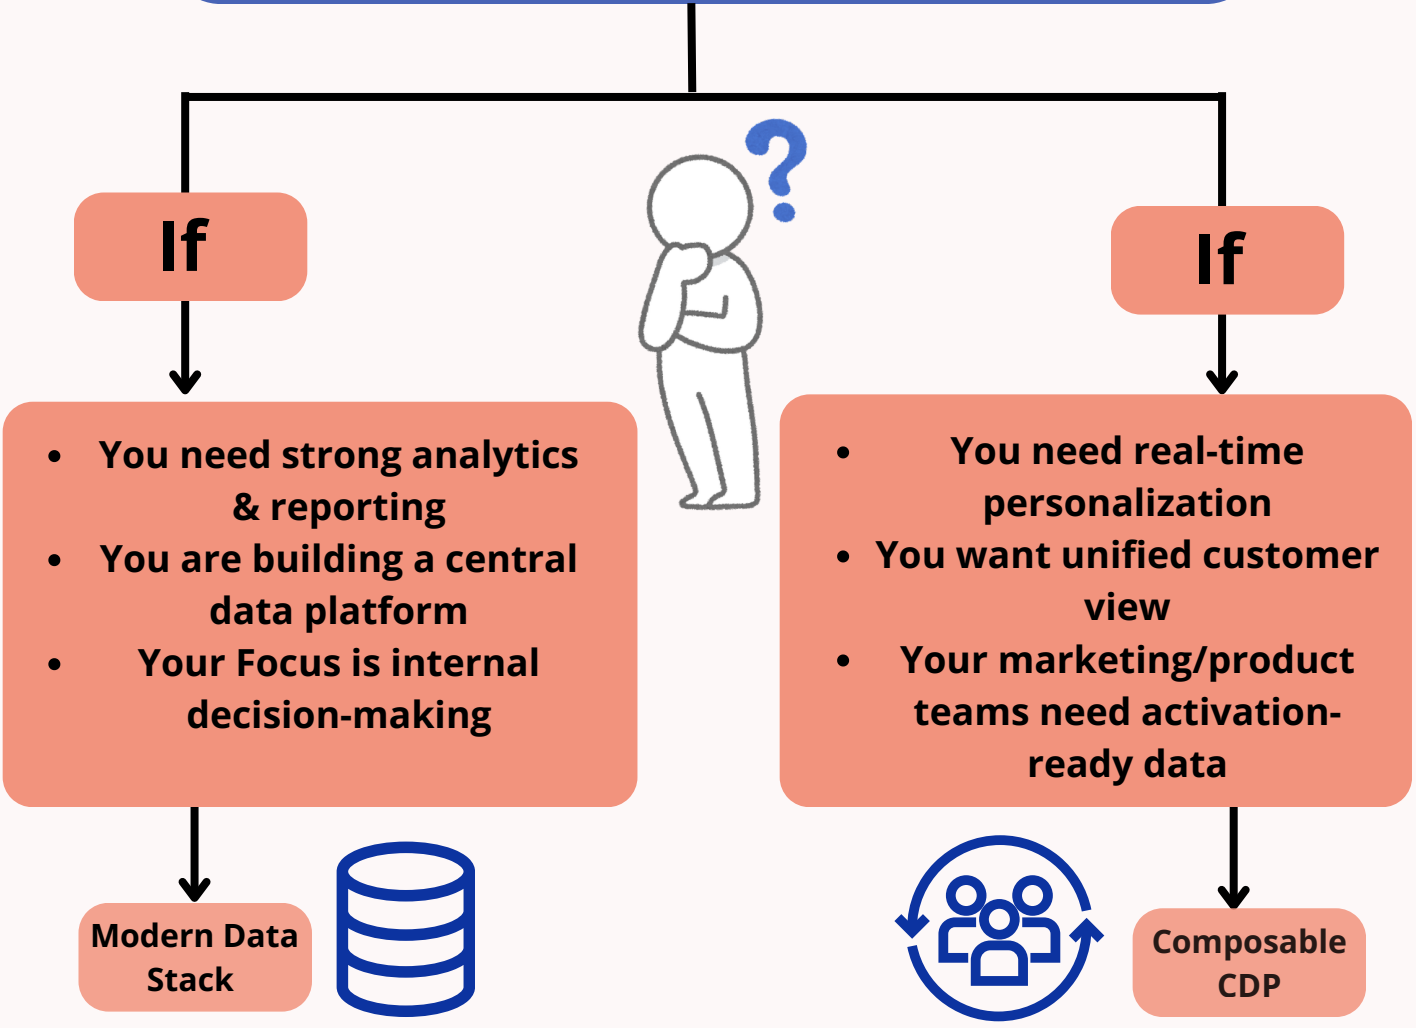 ?
If
If
• You need strong analytics
& reporting
• You are building a central
data platform
• Your Focus is internal
decision-making
• You need real-time
personalization
• You want unified customer
view
• Your marketing/product
teams need activation-
ready data
Modern Data
Stack
Composable
CDP